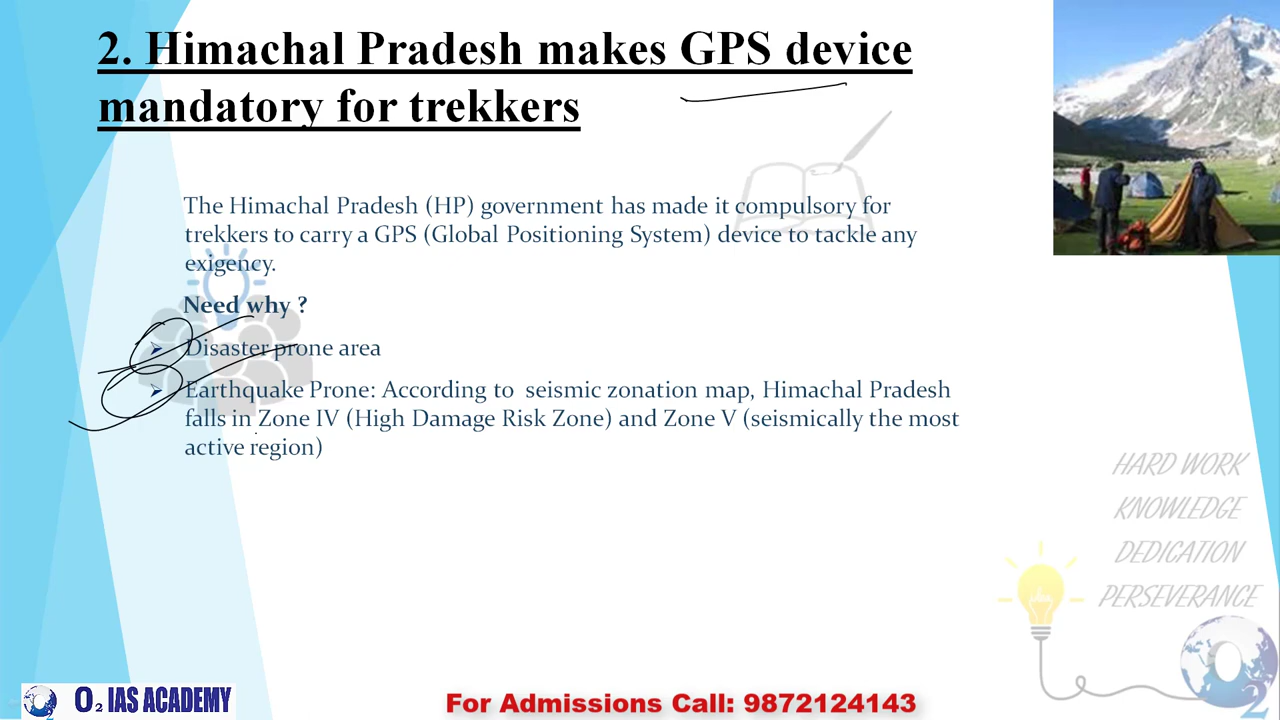 2. Himachal Pradesh makes GPS device
mandatory for trekkers
The Himachal Pradesh (HP) government has made it compulsory for
trekkers to carry a GPS (Global Positioning System) device to tackle any
exigency.
Need why ?
➢ Disaster prone area
➢ Earthquake Prone: According to seismic zonation map, Himachal Pradesh
falls in Zone IV (High Damage Risk Zone) and Zone V (seismically the most
active region)
HARD WORK
KNOWLEDGE
DEDICATION
PERSEVERANCE
idea
2
2
O₂ IAS ACADEMY
For Admissions Call: 9872124143